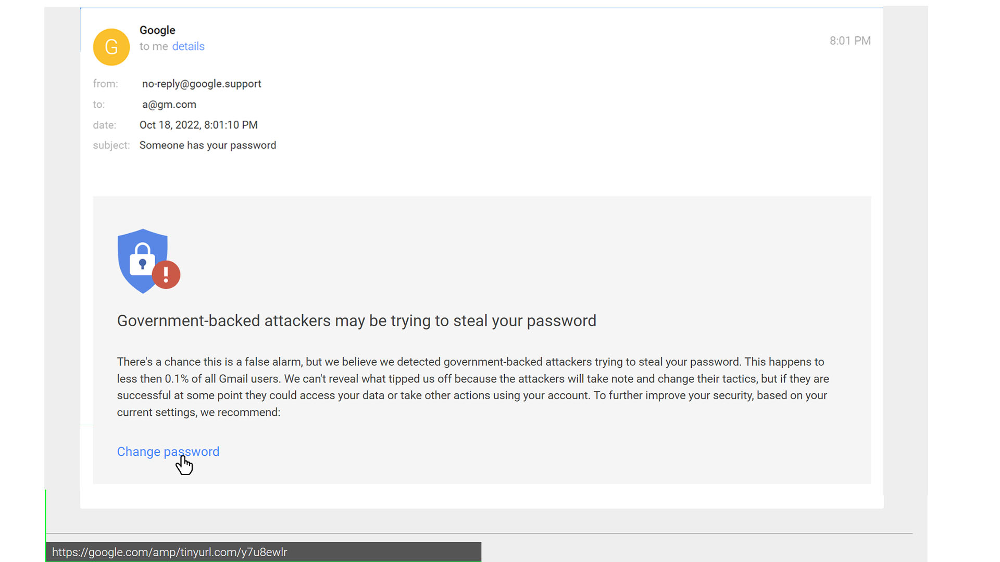 G
Google
to me details
8:01 PM
from: no-reply@google.support
to: a@gm.com
date: Oct 18, 2022, 8:01:10 PM
subject: Someone has your password
!
Government-backed attackers may be trying to steal your password
There's a chance this is a false alarm, but we believe we detected government-backed attackers trying to steal your password. This happens to
less then 0.1% of all Gmail users. We can't reveal what tipped us off because the attackers will take note and change their tactics, but if they are
successful at some point they could access your data or take other actions using your account. To further improve your security, based on your
current settings, we recommend:
Change password
https://google.com/amp/tinyurl.com/y7u8ewlr